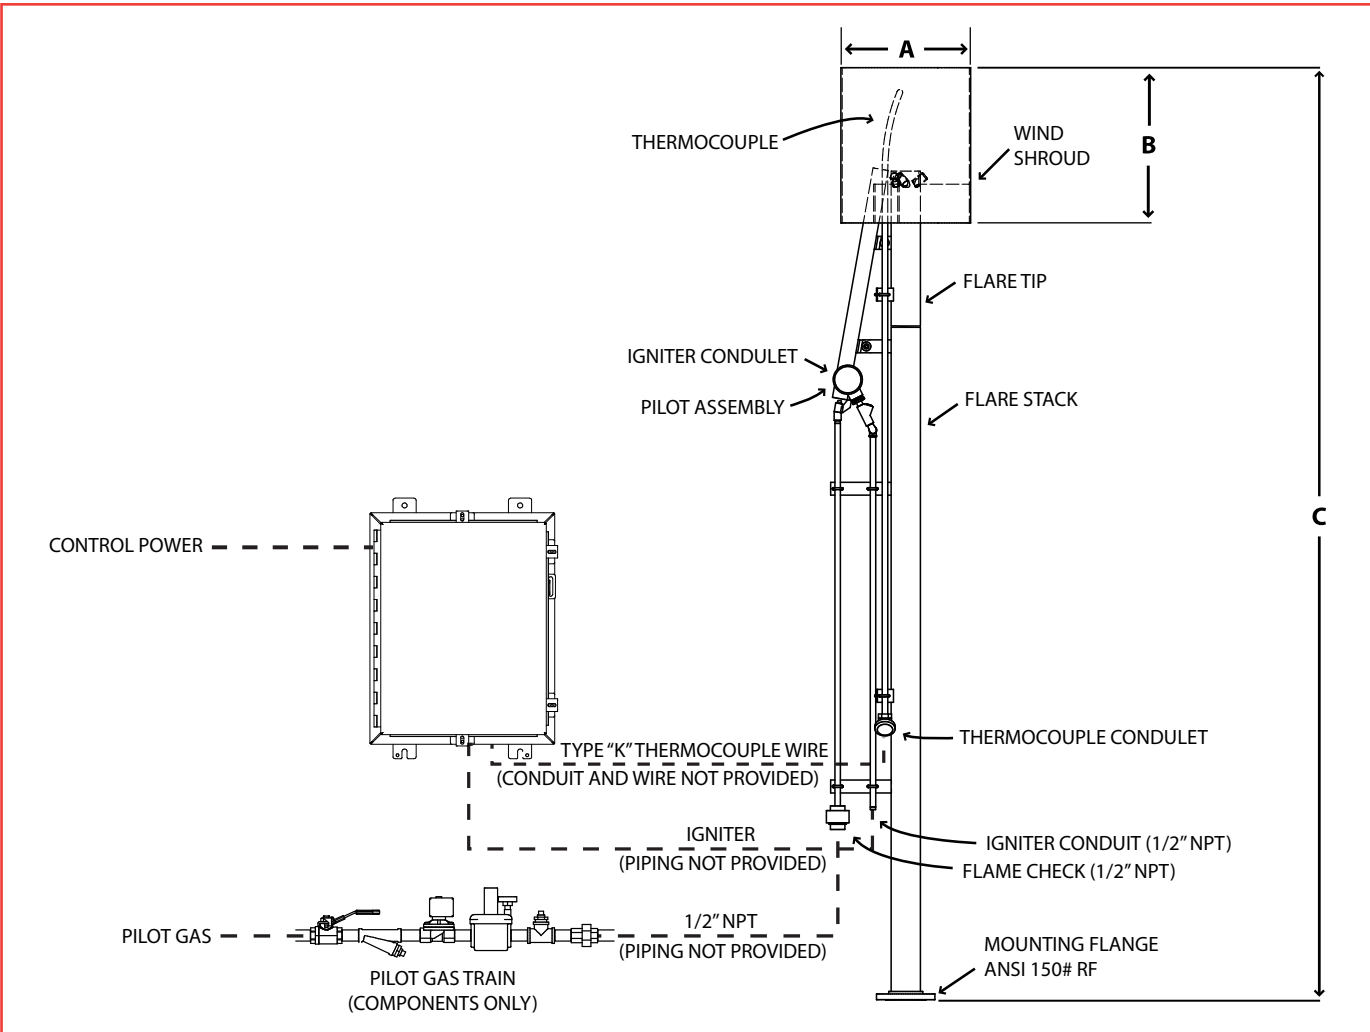 A
THERMOCOUPLE
WIND
SHROUD
B
FLARE TIP
IGNITER CONDULET
PILOT ASSEMBLY
FLARE STACK
C
CONTROL POWER
TYPE “K” THERMOCOUPLE WIRE
(CONDUIT AND WIRE NOT PROVIDED)
THERMOCOUPLE CONDULET
IGNITER
(PIPING NOT PROVIDED)
IGNITER CONDUIT (1/2” NPT)
FLAME CHECK (1/2” NPT)
PILOT GAS
1/2” NPT
(PIPING NOT PROVIDED)
PILOT GAS TRAIN
(COMPONENTS ONLY)
MOUNTING FLANGE
ANSI 150# RF